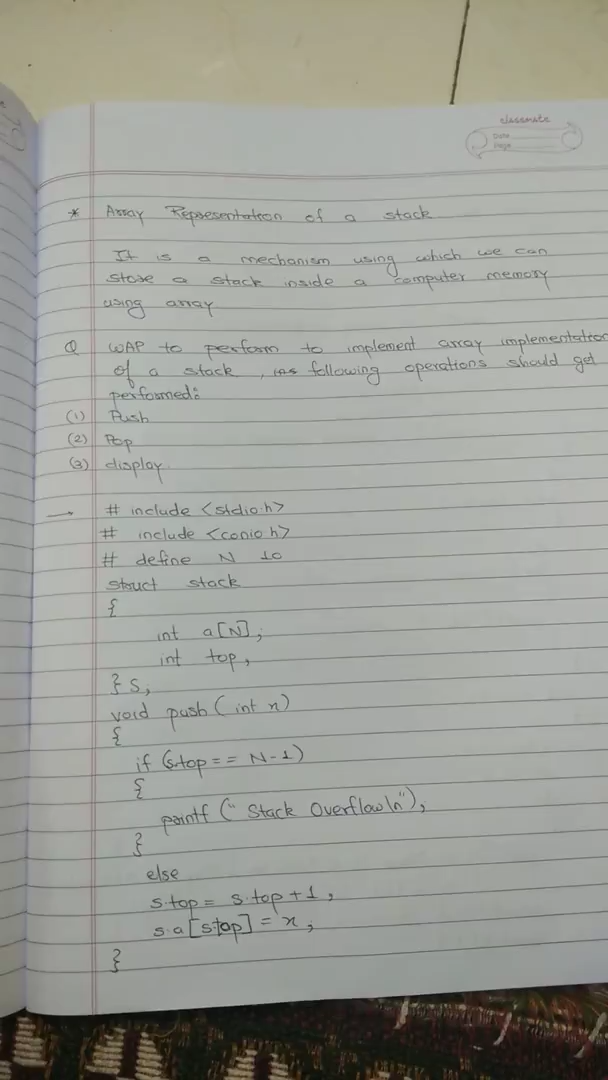 classmate
Date
Page
* Array Representation of a stack
It is a mechanism using which we can
store a stack inside a computer memory
using array
Q WAP to perform to implement array implementation
of a stack, following operations should get
performed:
(1) Push
(2) Pop
(3) display
→ # include <stdio.h>
# include <conio.h>
# define N 10
struct stack
{
int a[N];
int top;
} s;
void push (int x)
{
if (s.top == N-1)
{
printf (" Stack Overflow\n");
}
else
s.top = s.top + 1;
s.a[s.top] = x;
}